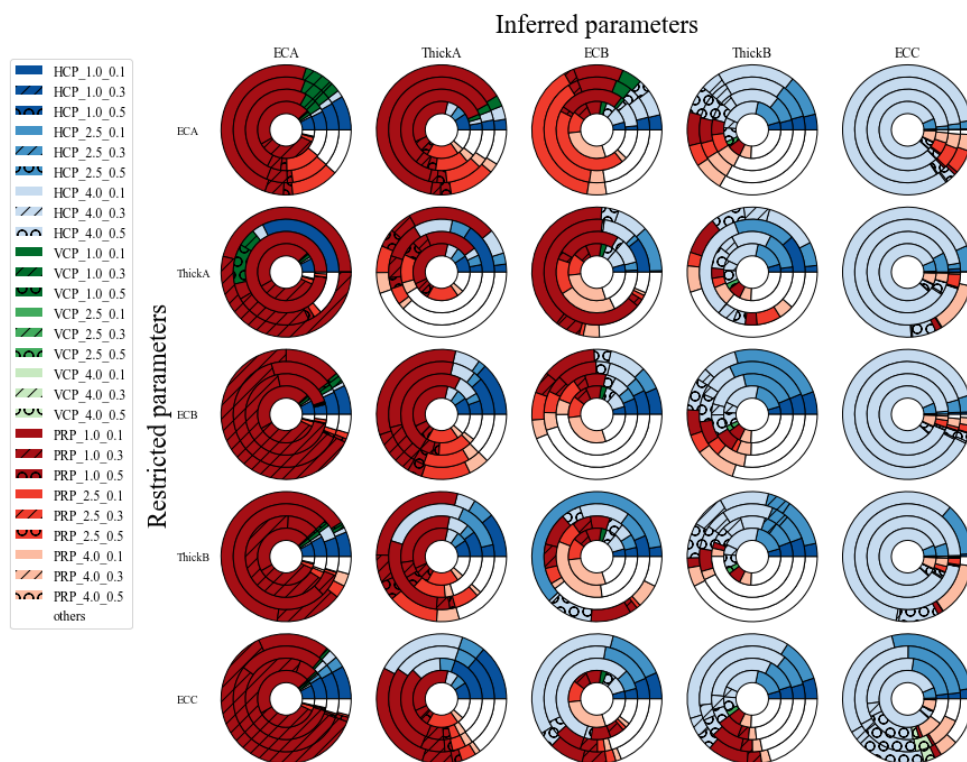 Inferred parameters
ECA ThickA ECB ThickB ECC
HCP_1.0_0.1
HCP_1.0_0.3
HCP_1.0_0.5
HCP_2.5_0.1
HCP_2.5_0.3
HCP_2.5_0.5
HCP_4.0_0.1
HCP_4.0_0.3
HCP_4.0_0.5
VCP_1.0_0.1
VCP_1.0_0.3
VCP_1.0_0.5
VCP_2.5_0.1
VCP_2.5_0.3
VCP_2.5_0.5
VCP_4.0_0.1
VCP_4.0_0.3
VCP_4.0_0.5
PRP_1.0_0.1
PRP_1.0_0.3
PRP_1.0_0.5
PRP_2.5_0.1
PRP_2.5_0.3
PRP_2.5_0.5
PRP_4.0_0.1
PRP_4.0_0.3
PRP_4.0_0.5
others
Restricted parameters
ECA
ThickA
ECB
ThickB
ECC